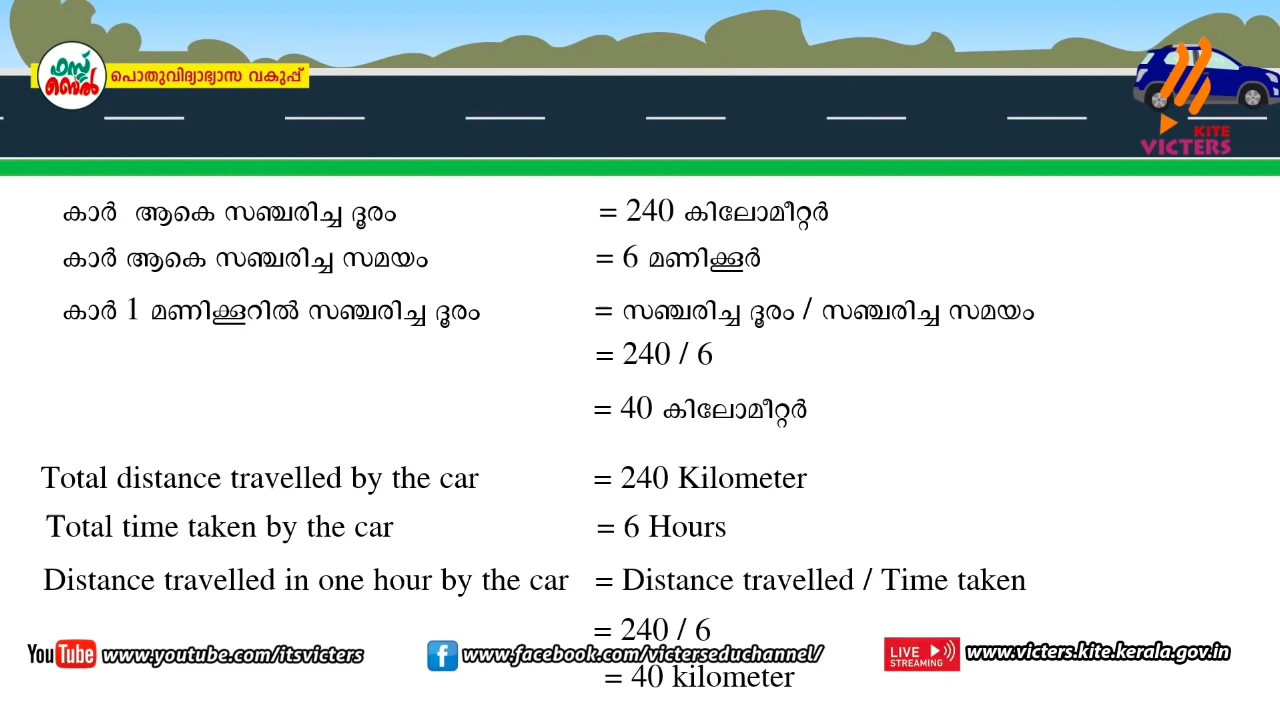 ഫസ്റ്റ്
ബെൽ
പൊതുവിദ്യാഭ്യാസ വകുപ്പ്
KITE
VICTERS
കാർ ആകെ സഞ്ചരിച്ച ദൂരം = 240 കിലോമീറ്റർ
കാർ ആകെ സഞ്ചരിച്ച സമയം = 6 മണിക്കൂർ
കാർ 1 മണിക്കൂറിൽ സഞ്ചരിച്ച ദൂരം = സഞ്ചരിച്ച ദൂരം / സഞ്ചരിച്ച സമയം
= 240 / 6
= 40 കിലോമീറ്റർ
Total distance travelled by the car = 240 Kilometer
Total time taken by the car = 6 Hours
Distance travelled in one hour by the car = Distance travelled / Time taken
= 240 / 6
YouTube www.youtube.com/itsvicters f www.facebook.com/victerseduchannel/ LIVE STREAMING www.victers.kite.kerala.gov.in
= 40 kilometer